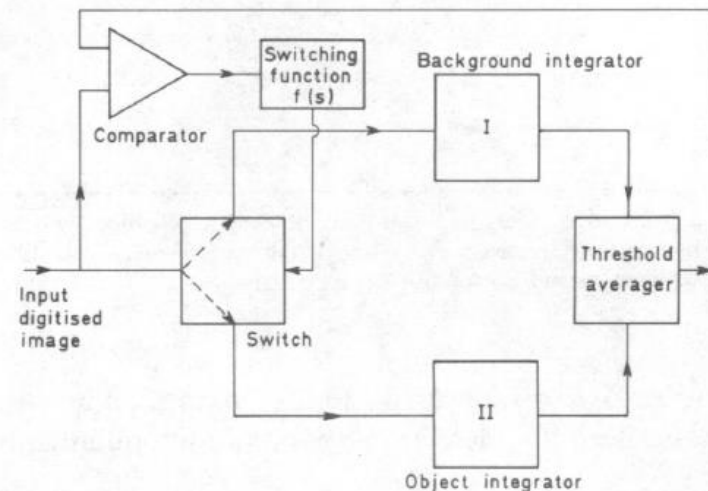 Switching
function
f(s)
Background integrator
Comparator
I
Threshold
averager
Input
digitised
image
Switch
II
Object integrator